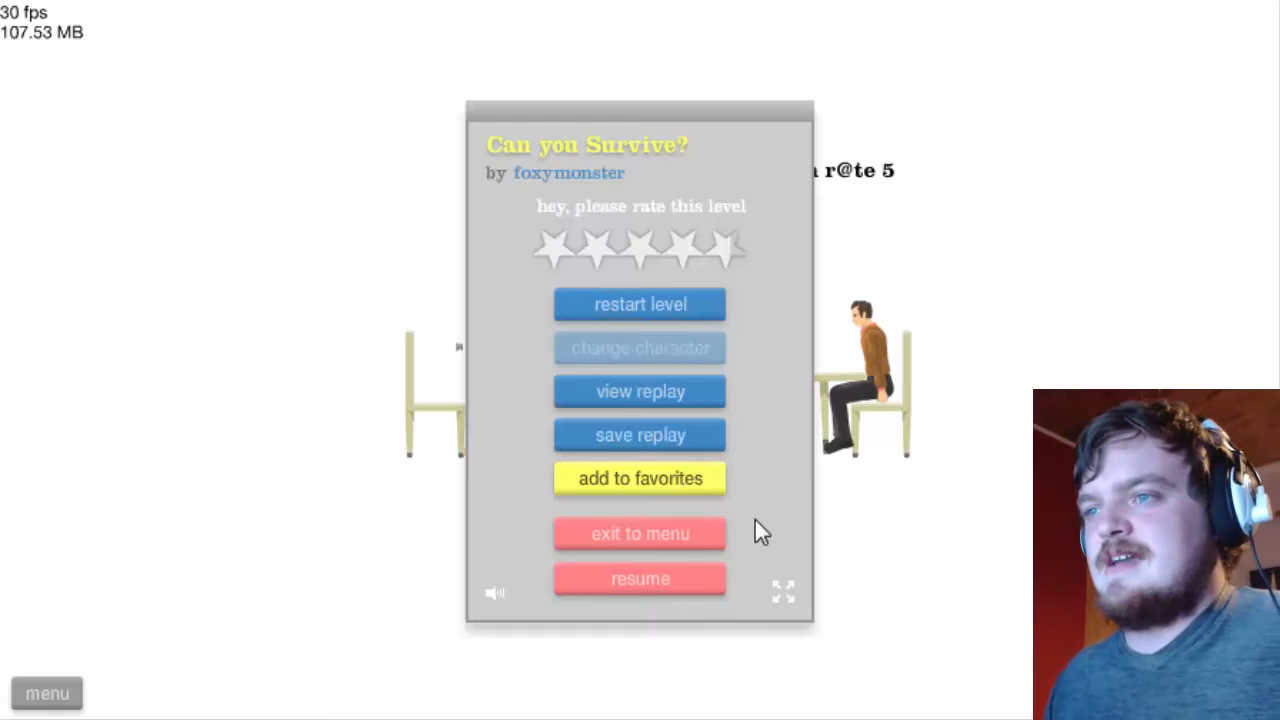 30 fps
107.53 MB
Can you Survive?
by foxymonster
r@te 5
hey, please rate this level
restart level
change character
view replay
save replay
add to favorites
exit to menu
resume
menu